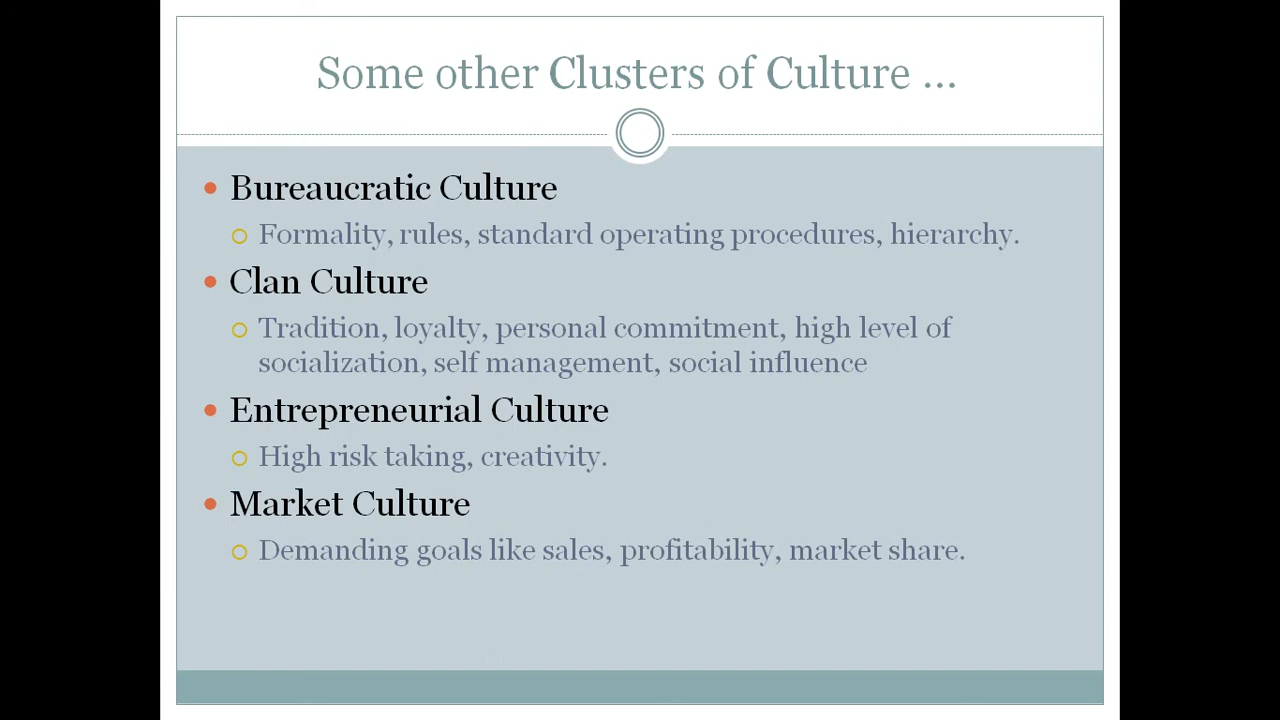 Some other Clusters of Culture ...
Bureaucratic Culture
Formality, rules, standard operating procedures, hierarchy.
Clan Culture
Tradition, loyalty, personal commitment, high level of
socialization, self management, social influence
Entrepreneurial Culture
High risk taking, creativity.
Market Culture
Demanding goals like sales, profitability, market share.